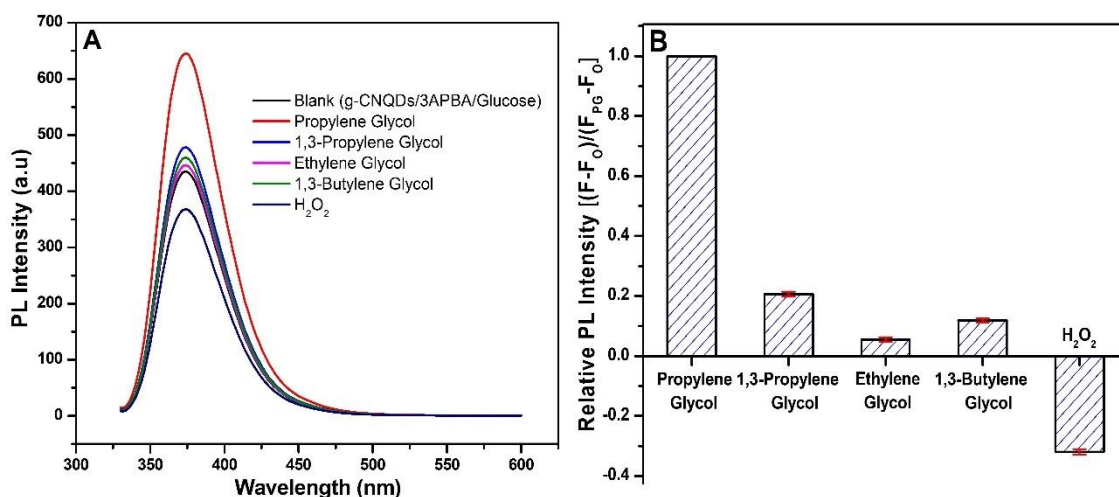 A
PL Intensity (a.u)
700
600
500
400
300
200
100
0
Blank (g-CNQDs/3APBA/Glucose)
Propylene Glycol
1,3-Propylene Glycol
Ethylene Glycol
1,3-Butylene Glycol
H₂O₂
300 350 400 450 500 550 600
Wavelength (nm)
B
Relative PL Intensity [(F-F_O)/(F_PG-F_O]
1.0
0.8
0.6
0.4
0.2
0.0
-0.2
-0.4
H₂O₂
Propylene 1,3-Propylene Ethylene 1,3-Butylene
Glycol Glycol Glycol Glycol